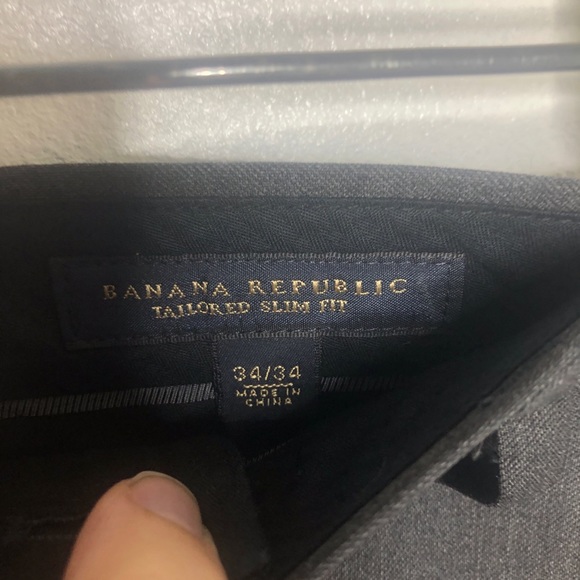 BANANA REPUBLIC
TAILORED SLIM FIT
34/34
MADE IN
CHINA